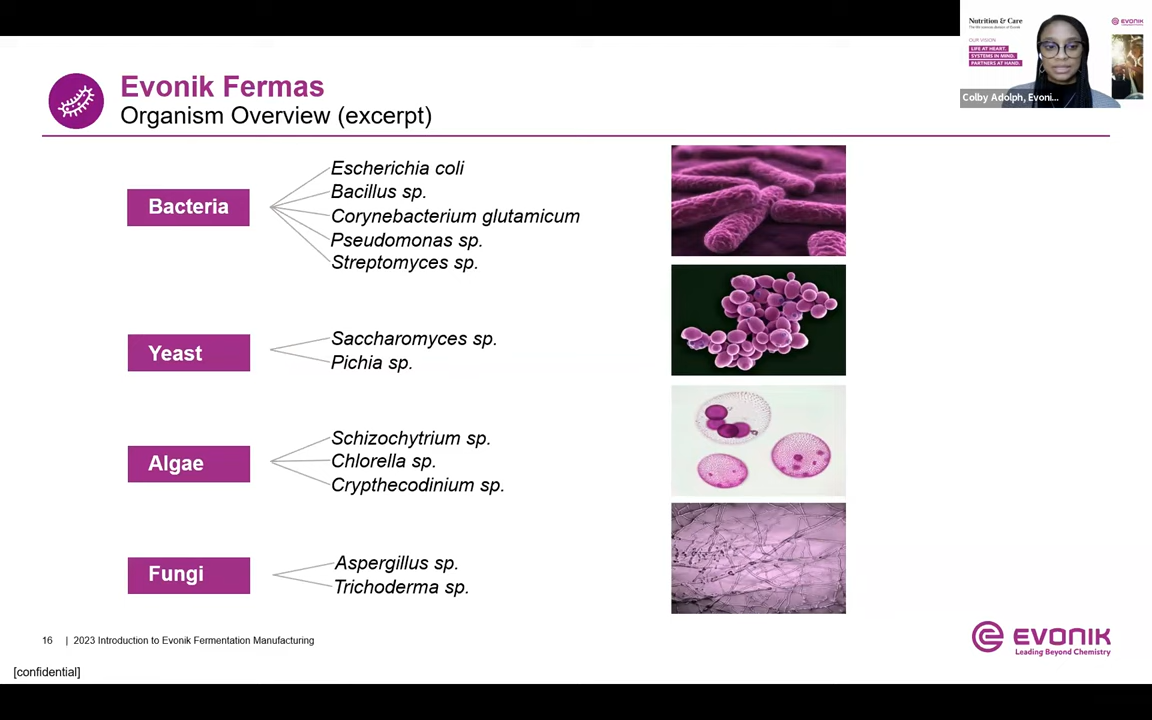 Evonik Fermas
Organism Overview (excerpt)
Nutrition & Care
OUR VISION:
LIFE AT HEART.
SYSTEMS IN MIND.
PARTNERS AT HAND.
EVONIK
Colby Adolph, Evoni...
Bacteria
Escherichia coli
Bacillus sp.
Corynebacterium glutamicum
Pseudomonas sp.
Streptomyces sp.
Yeast
Saccharomyces sp.
Pichia sp.
Algae
Schizochytrium sp.
Chlorella sp.
Crypthecodinium sp.
Fungi
Aspergillus sp.
Trichoderma sp.
16 | 2023 Introduction to Evonik Fermentation Manufacturing
EVONIK
Leading Beyond Chemistry
[confidential]